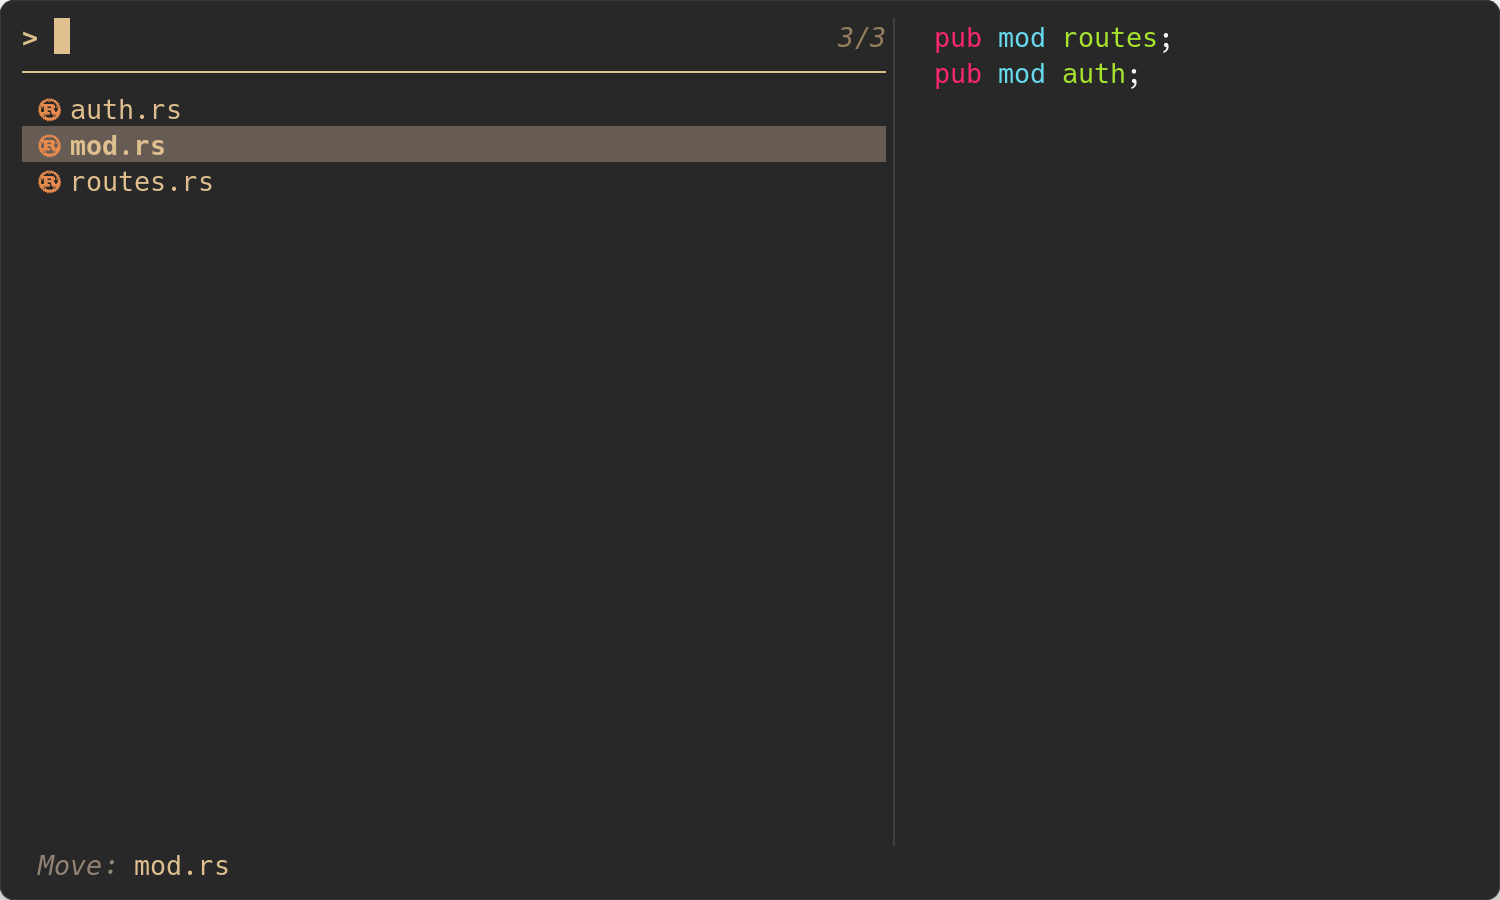 >
3/3
auth.rs
mod.rs
routes.rs
pub mod routes;
pub mod auth;
Move: mod.rs